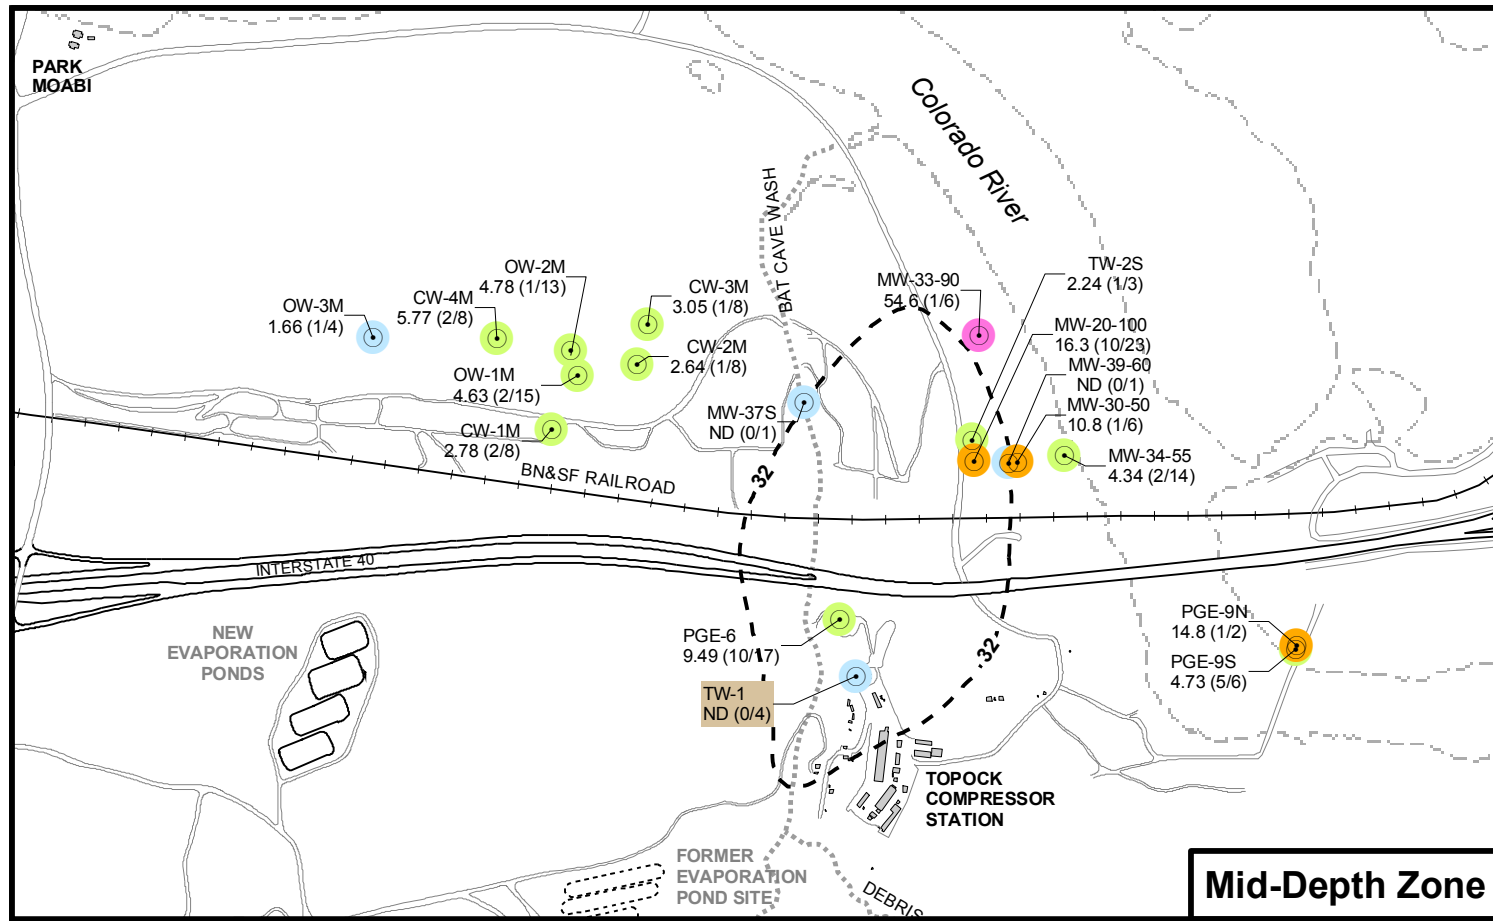 PARK
MOABI
Colorado River
BAT CAVE WASH
OW-3M
1.66 (1/4)
CW-4M
5.77 (2/8)
OW-2M
4.78 (1/13)
CW-3M
3.05 (1/8)
MW-33-90
54.6 (1/6)
TW-2S
2.24 (1/3)
MW-20-100
16.3 (10/23)
MW-39-60
ND (0/1)
MW-30-50
10.8 (1/6)
CW-2M
2.64 (1/8)
OW-1M
4.63 (2/15)
MW-37S
ND (0/1)
CW-1M
2.78 (2/8)
MW-34-55
4.34 (2/14)
BN&SF RAILROAD
32
INTERSTATE 40
NEW
EVAPORATION
PONDS
PGE-6
9.49 (10/17)
32
PGE-9N
14.8 (1/2)
PGE-9S
4.73 (5/6)
TW-1
ND (0/4)
TOPOCK
COMPRESSOR
STATION
FORMER
EVAPORATION
POND SITE
DEBRIS
Mid-Depth Zone